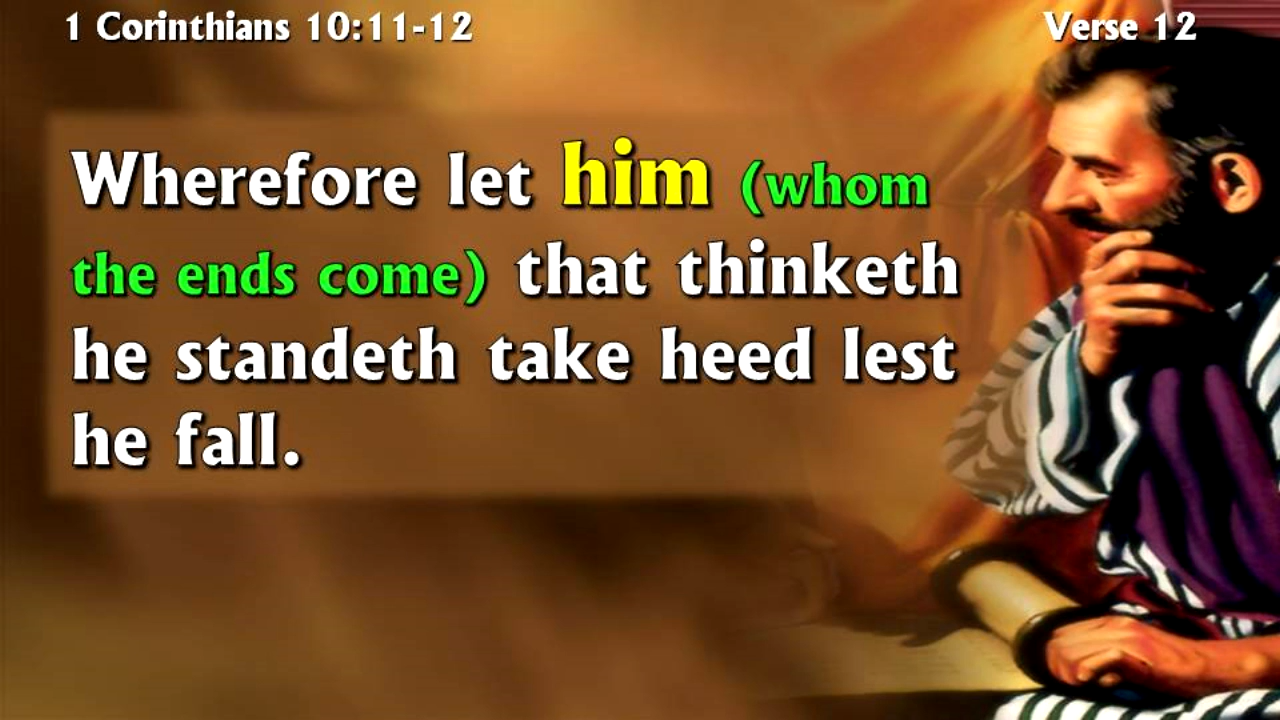 1 Corinthians 10:11-12
Verse 12
Wherefore let him (whom
the ends come) that thinketh
he standeth take heed lest
he fall.